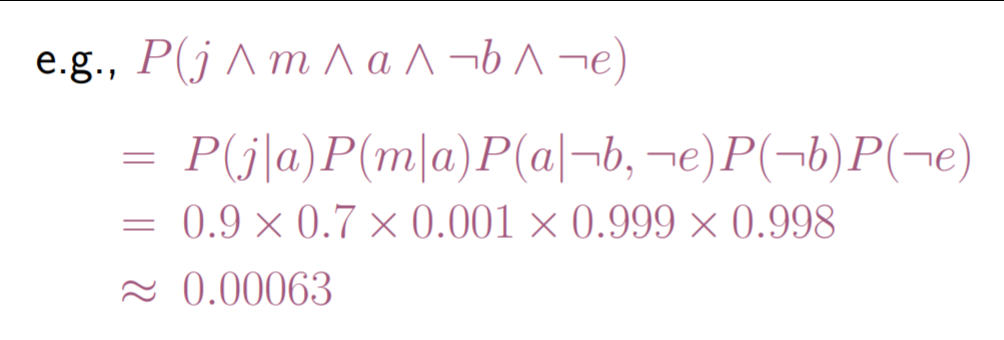 e.g., P(j ∧ m ∧ a ∧ ¬b ∧ ¬e)
= P(j|a)P(m|a)P(a|¬b, ¬e)P(¬b)P(¬e)
= 0.9 × 0.7 × 0.001 × 0.999 × 0.998
≈ 0.00063